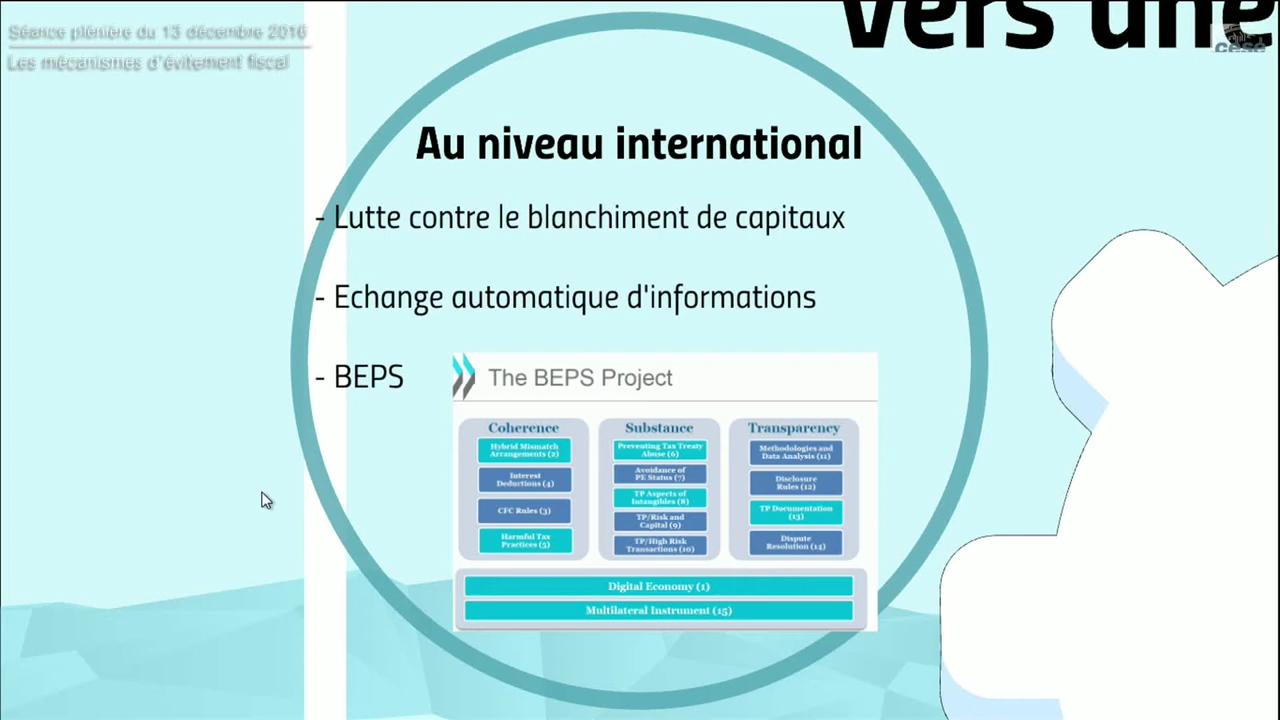 Séance plénière du 13 décembre 2016
Les mécanismes d'évitement fiscal
vers une
cese
Au niveau international
- Lutte contre le blanchiment de capitaux
- Echange automatique d'informations
- BEPS
The BEPS Project
Coherence
Hybrid Mismatch
Arrangements (2)
Interest
Deductions (4)
CFC Rules (3)
Harmful Tax
Practices (5)
Substance
Preventing Tax Treaty
Abuse (6)
Avoidance of
PE Status (7)
TP Aspects of
Intangibles (8)
TP/Risk and
Capital (9)
TP/High Risk
Transactions (10)
Transparency
Methodologies and
Data Analysis (11)
Disclosure
Rules (12)
TP Documentation
(13)
Dispute
Resolution (14)
Digital Economy (1)
Multilateral Instrument (15)